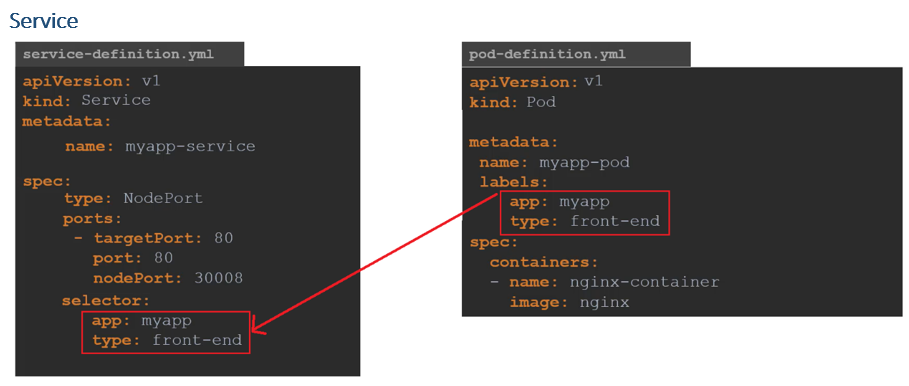 Service
service-definition.yml
apiVersion: v1
kind: Service
metadata:
name: myapp-service
spec:
type: NodePort
ports:
- targetPort: 80
port: 80
nodePort: 30008
selector:
app: myapp
type: front-end
pod-definition.yml
apiVersion: v1
kind: Pod
metadata:
name: myapp-pod
labels:
app: myapp
type: front-end
spec:
containers:
- name: nginx-container
image: nginx